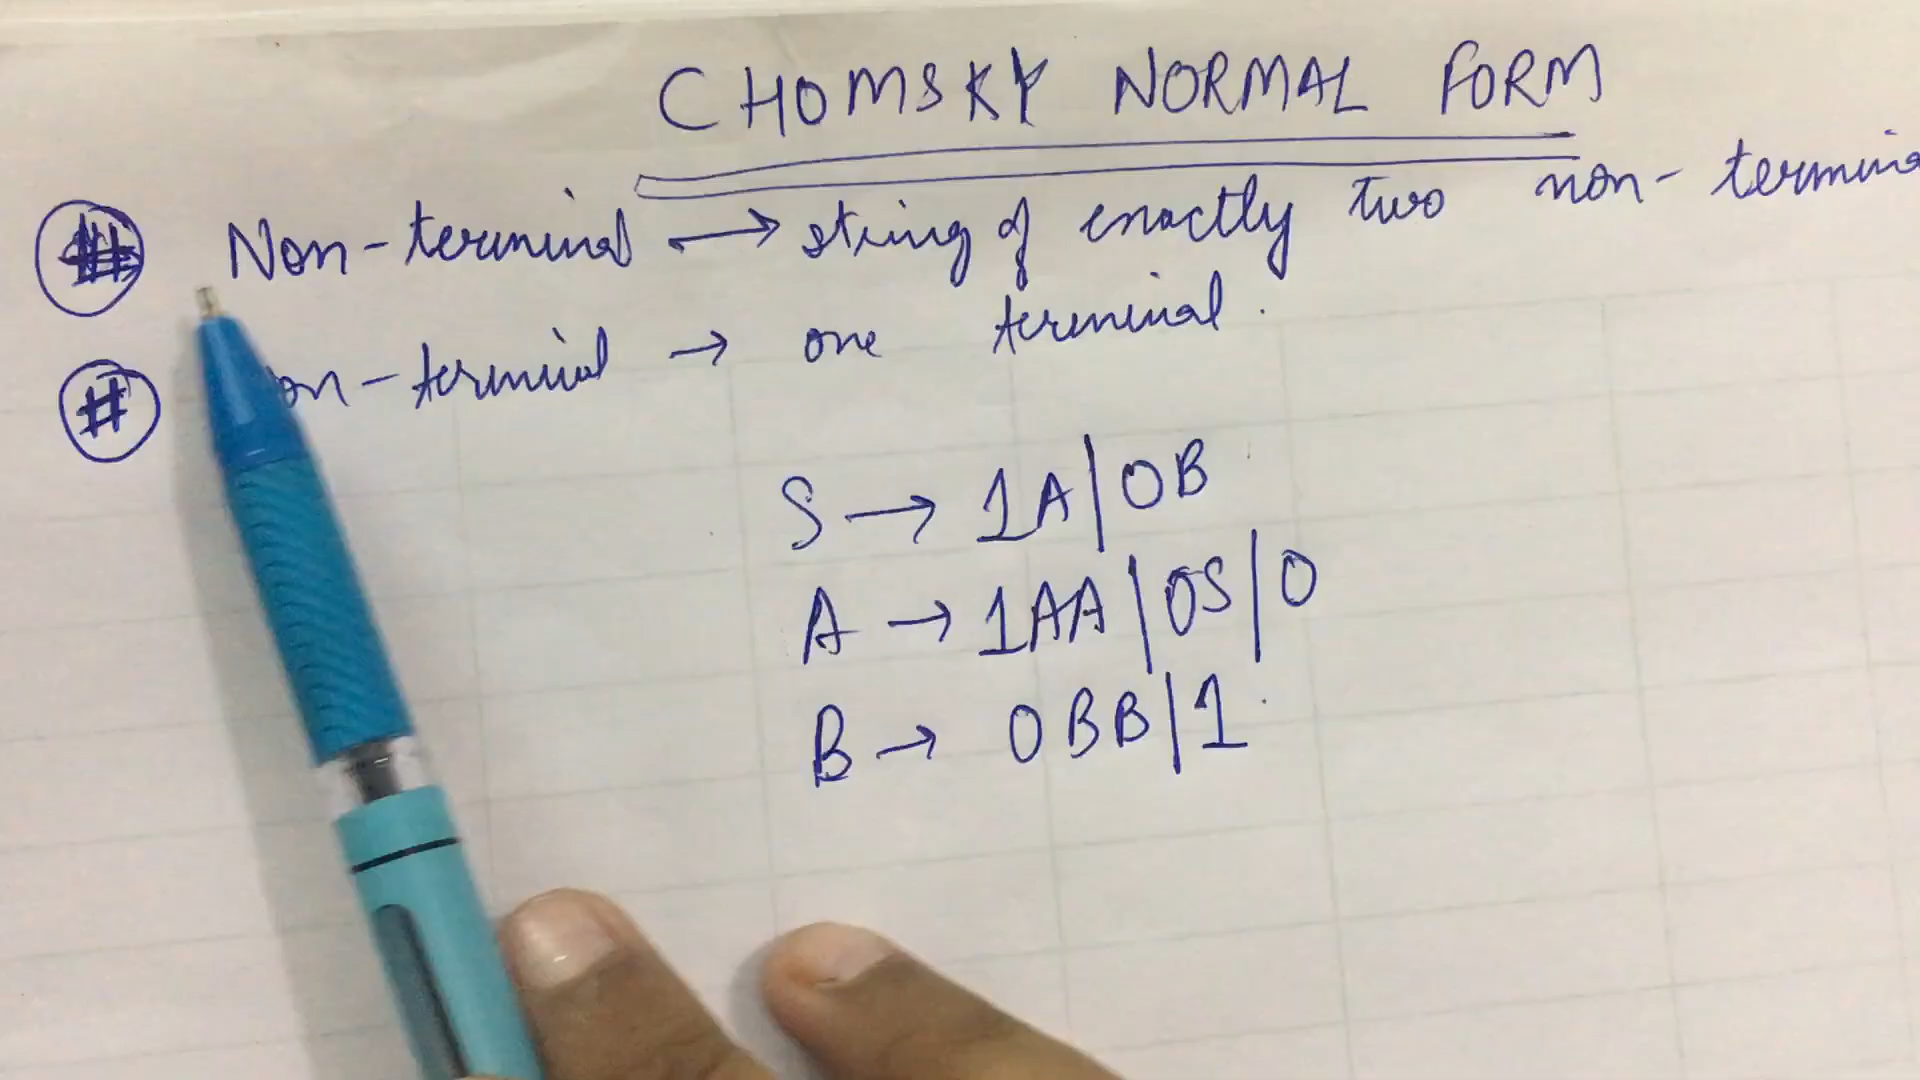 CHOMSKY NORMAL FORM
# Non-terminal → string of exactly two non-termina
# on-terminal → one terminal.
S → 1A|0B
A → 1AA|0S|0
B → 0BB|1